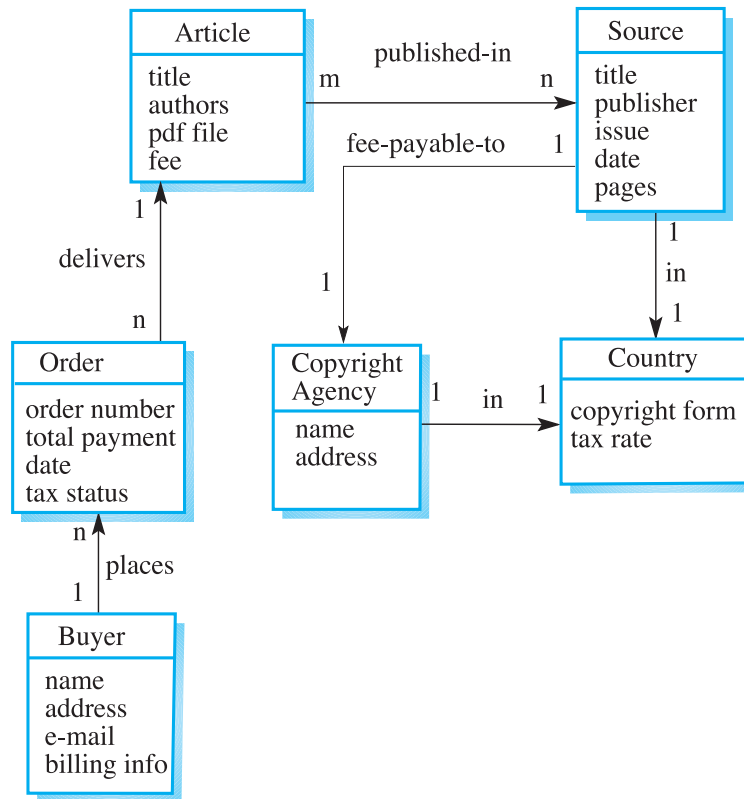 Article
title
authors
pdf file
fee
published-in
m
n
Source
title
publisher
issue
date
pages
fee-payable-to
1
1
1
delivers
n
1
in
1
Order
order number
total payment
date
tax status
Copyright
Agency
name
address
1
in
1
Country
copyright form
tax rate
n
places
1
Buyer
name
address
e-mail
billing info